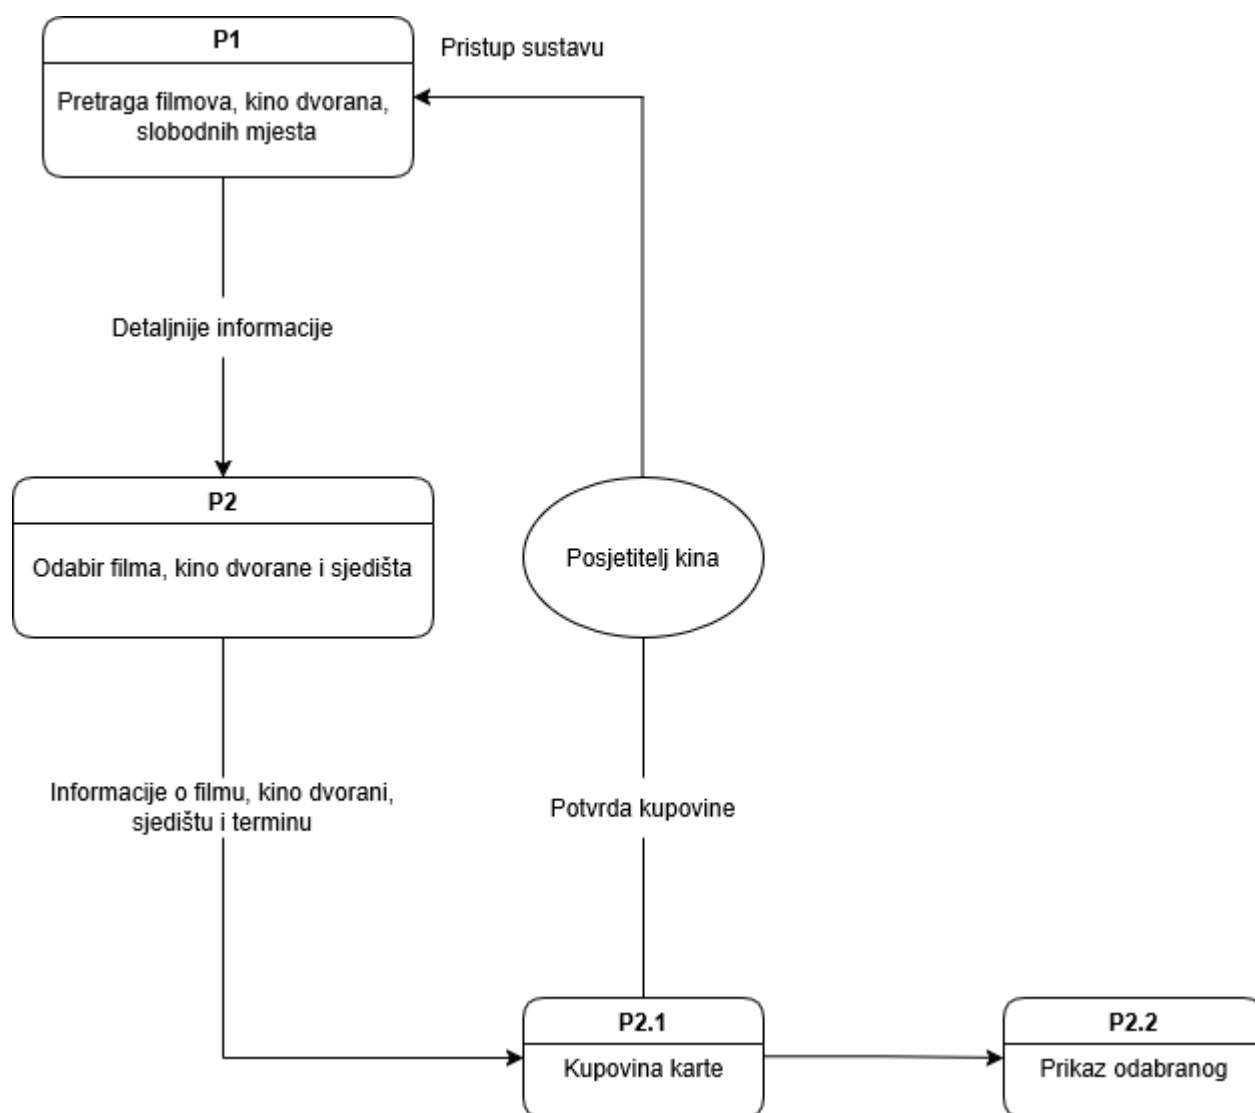 P1
Pristup sustavu
Pretraga filmova, kino dvorana,
slobodnih mjesta
Detaljnije informacije
P2
Odabir filma, kino dvorane i sjedišta
Posjetitelj kina
Informacije o filmu, kino dvorani,
sjedištu i terminu
Potvrda kupovine
P2.1
Kupovina karte
P2.2
Prikaz odabranog